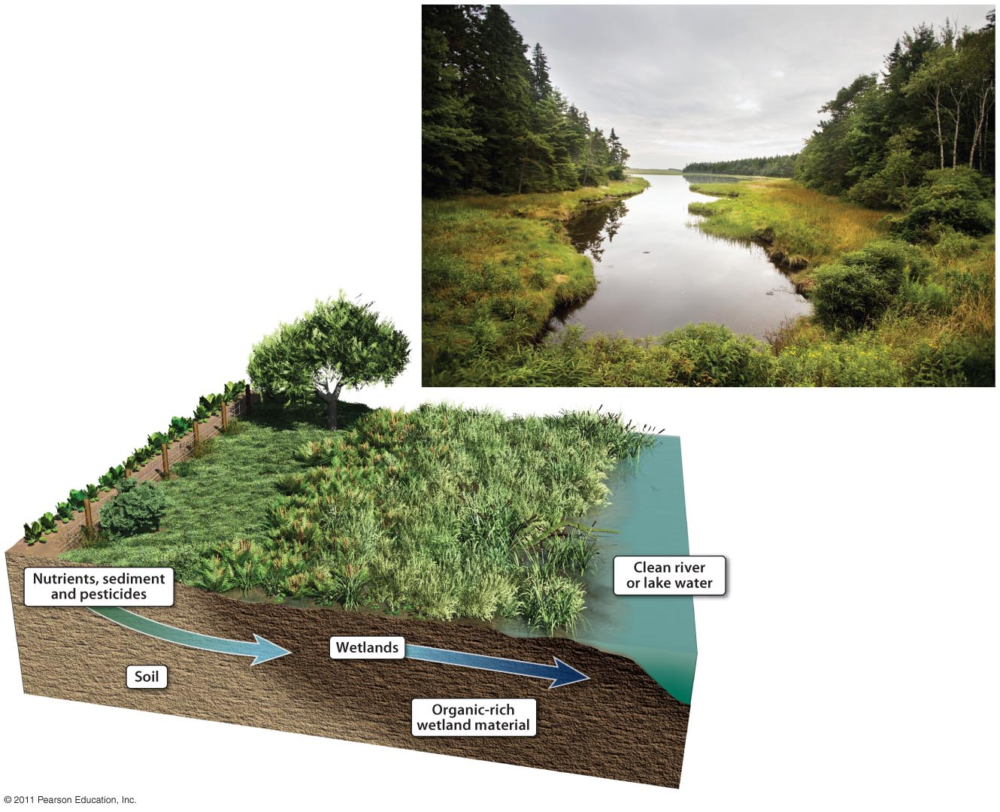 Nutrients, sediment
and pesticides
Clean river
or lake water
Wetlands
Soil
Organic-rich
wetland material
© 2011 Pearson Education, Inc.